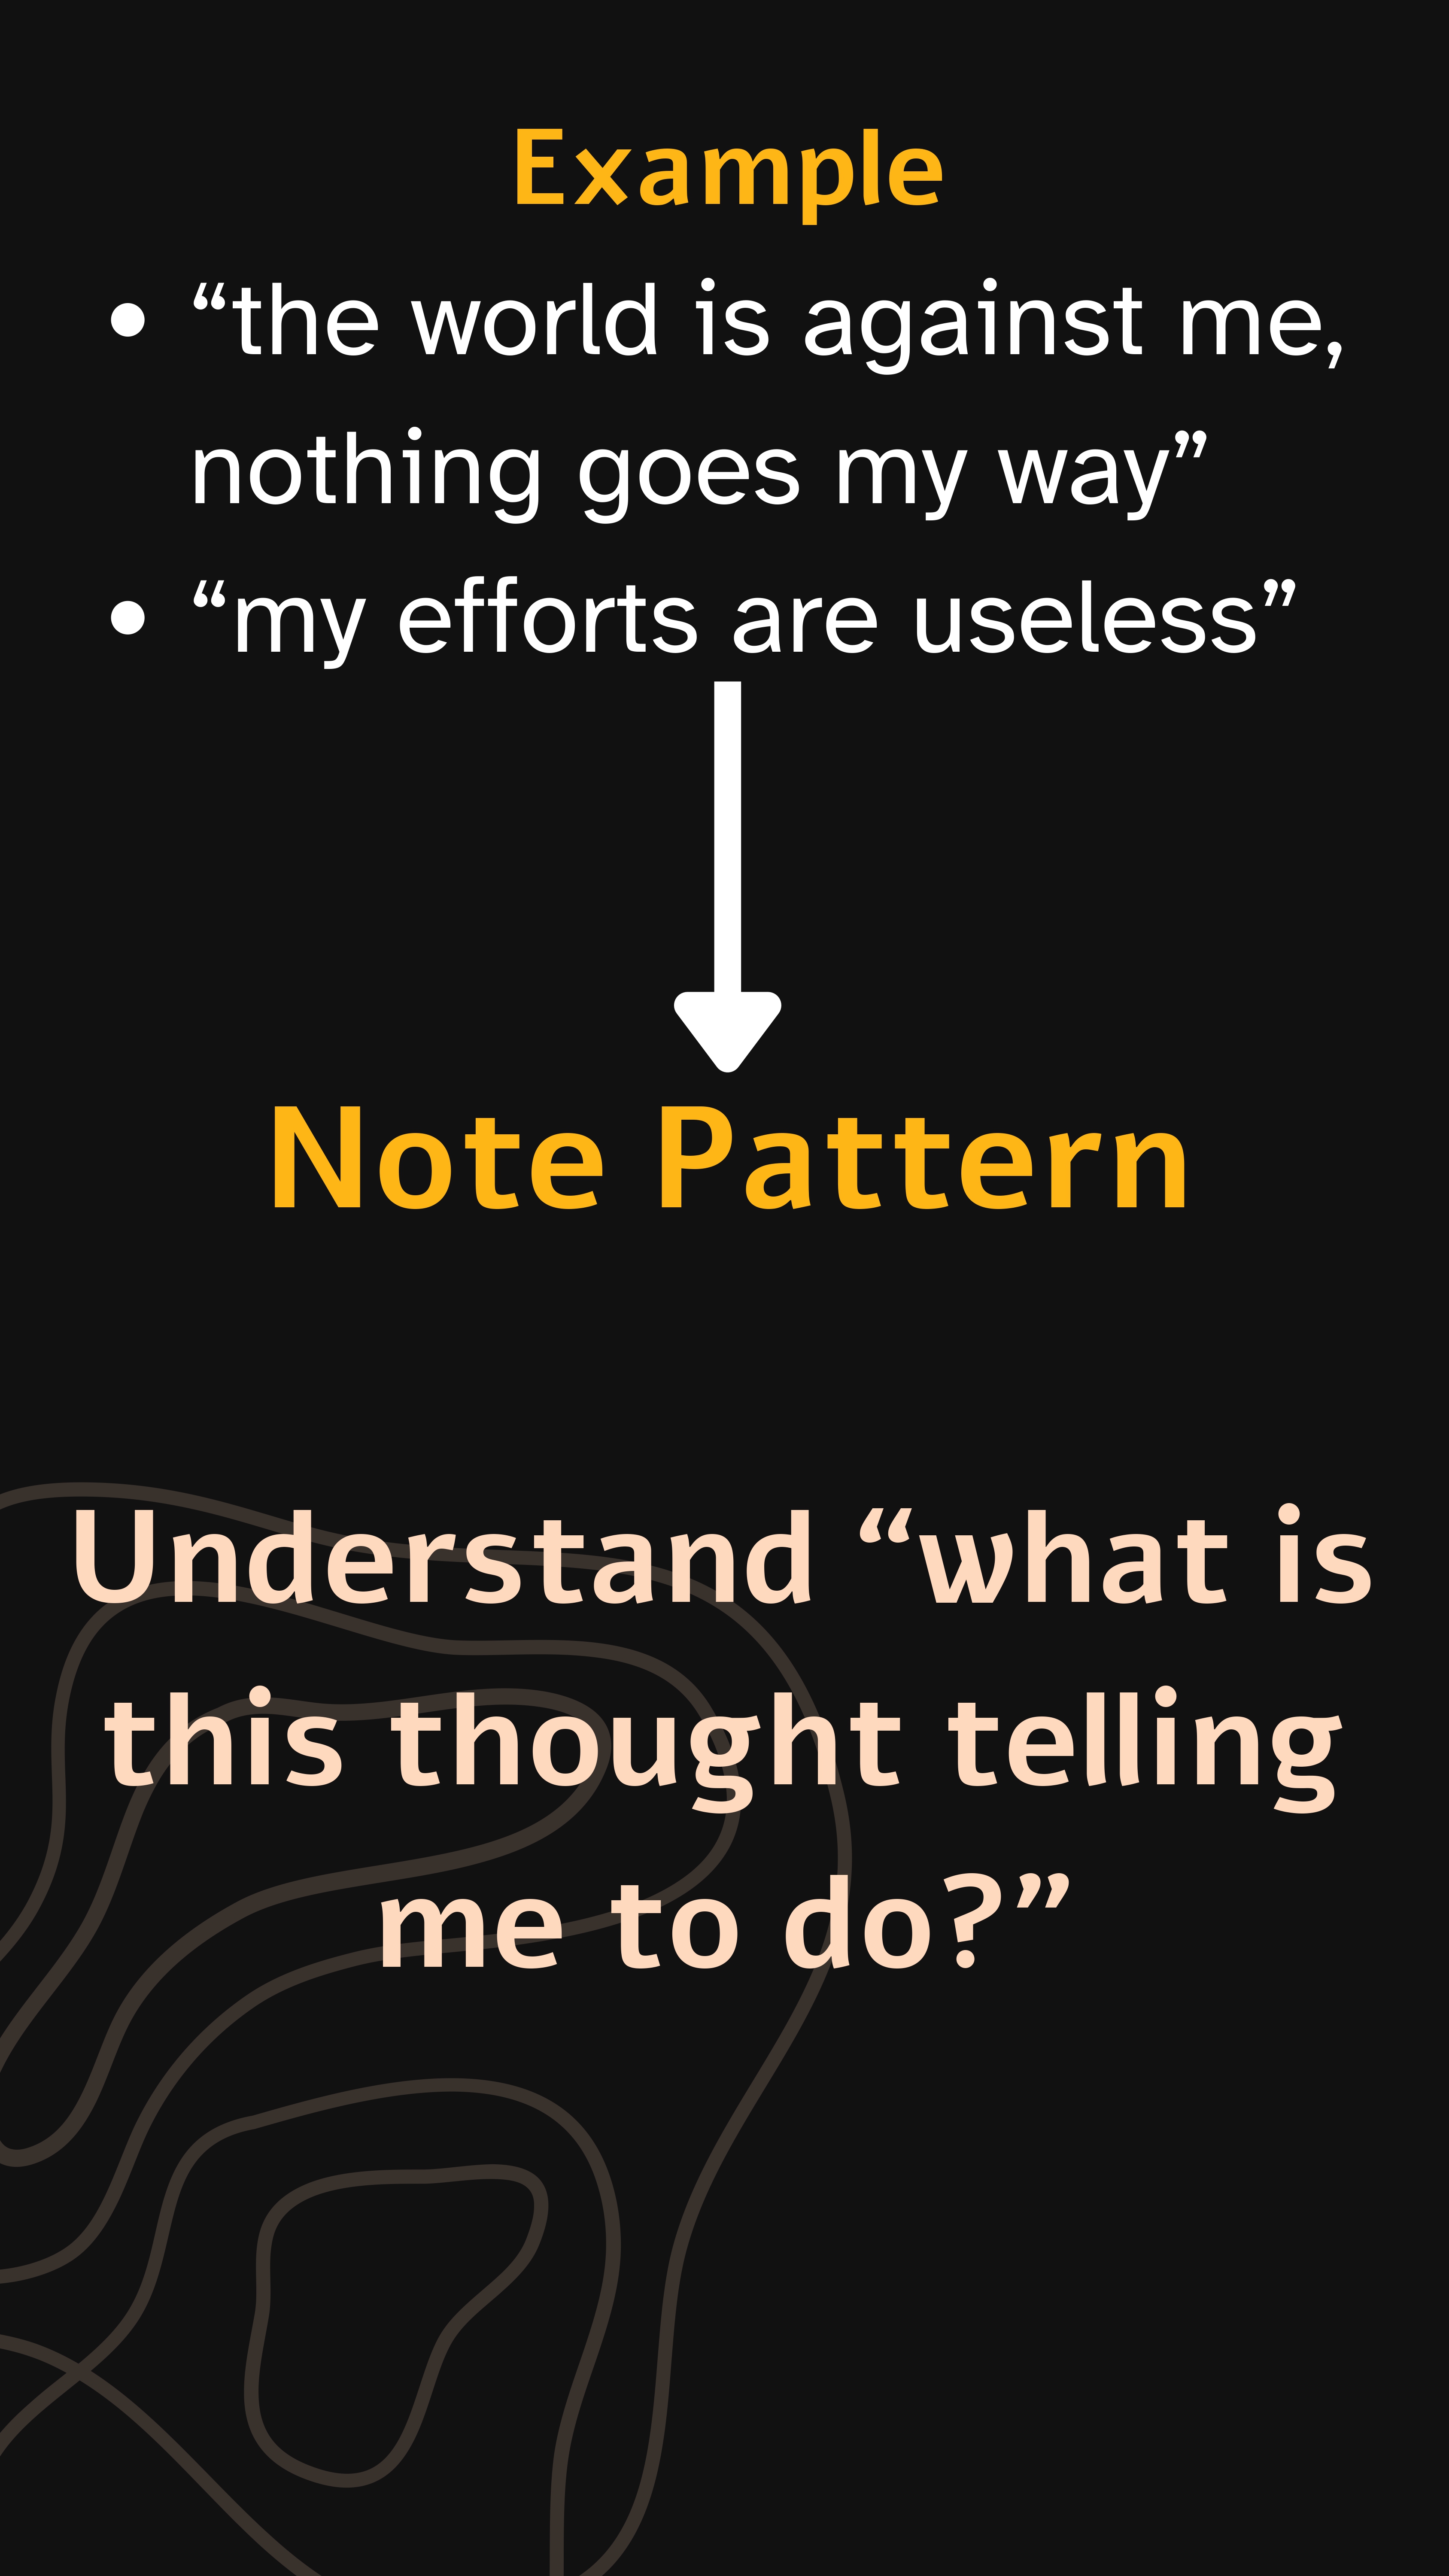 Example
• “the world is against me,
nothing goes my way”
• “my efforts are useless”
Note Pattern
Understand “what is
this thought telling
me to do?”